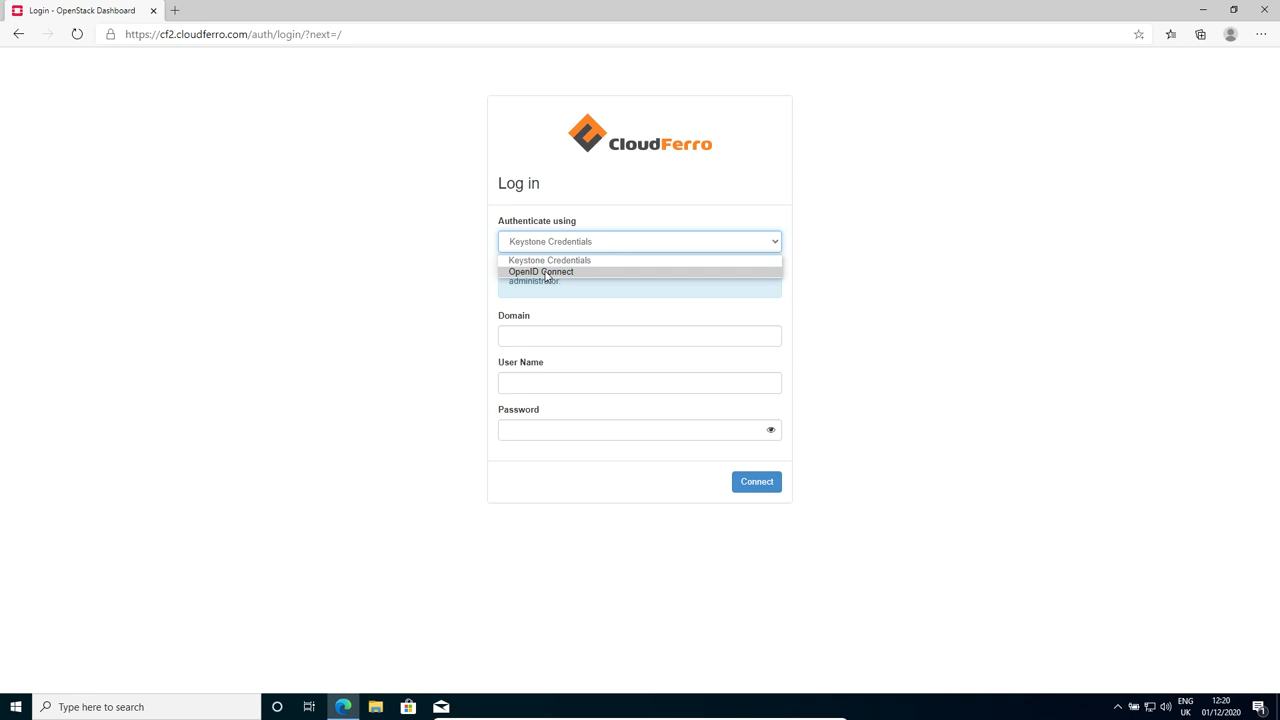 Login - OpenStack Dashboard
https://cf2.cloudferro.com/auth/login/?next=/
CloudFerro
Log in
Authenticate using
Keystone Credentials
Keystone Credentials
OpenID Connect
administrator.
Domain
User Name
Password
Connect
Type here to search
ENG
UK
12:20
01/12/2020
1